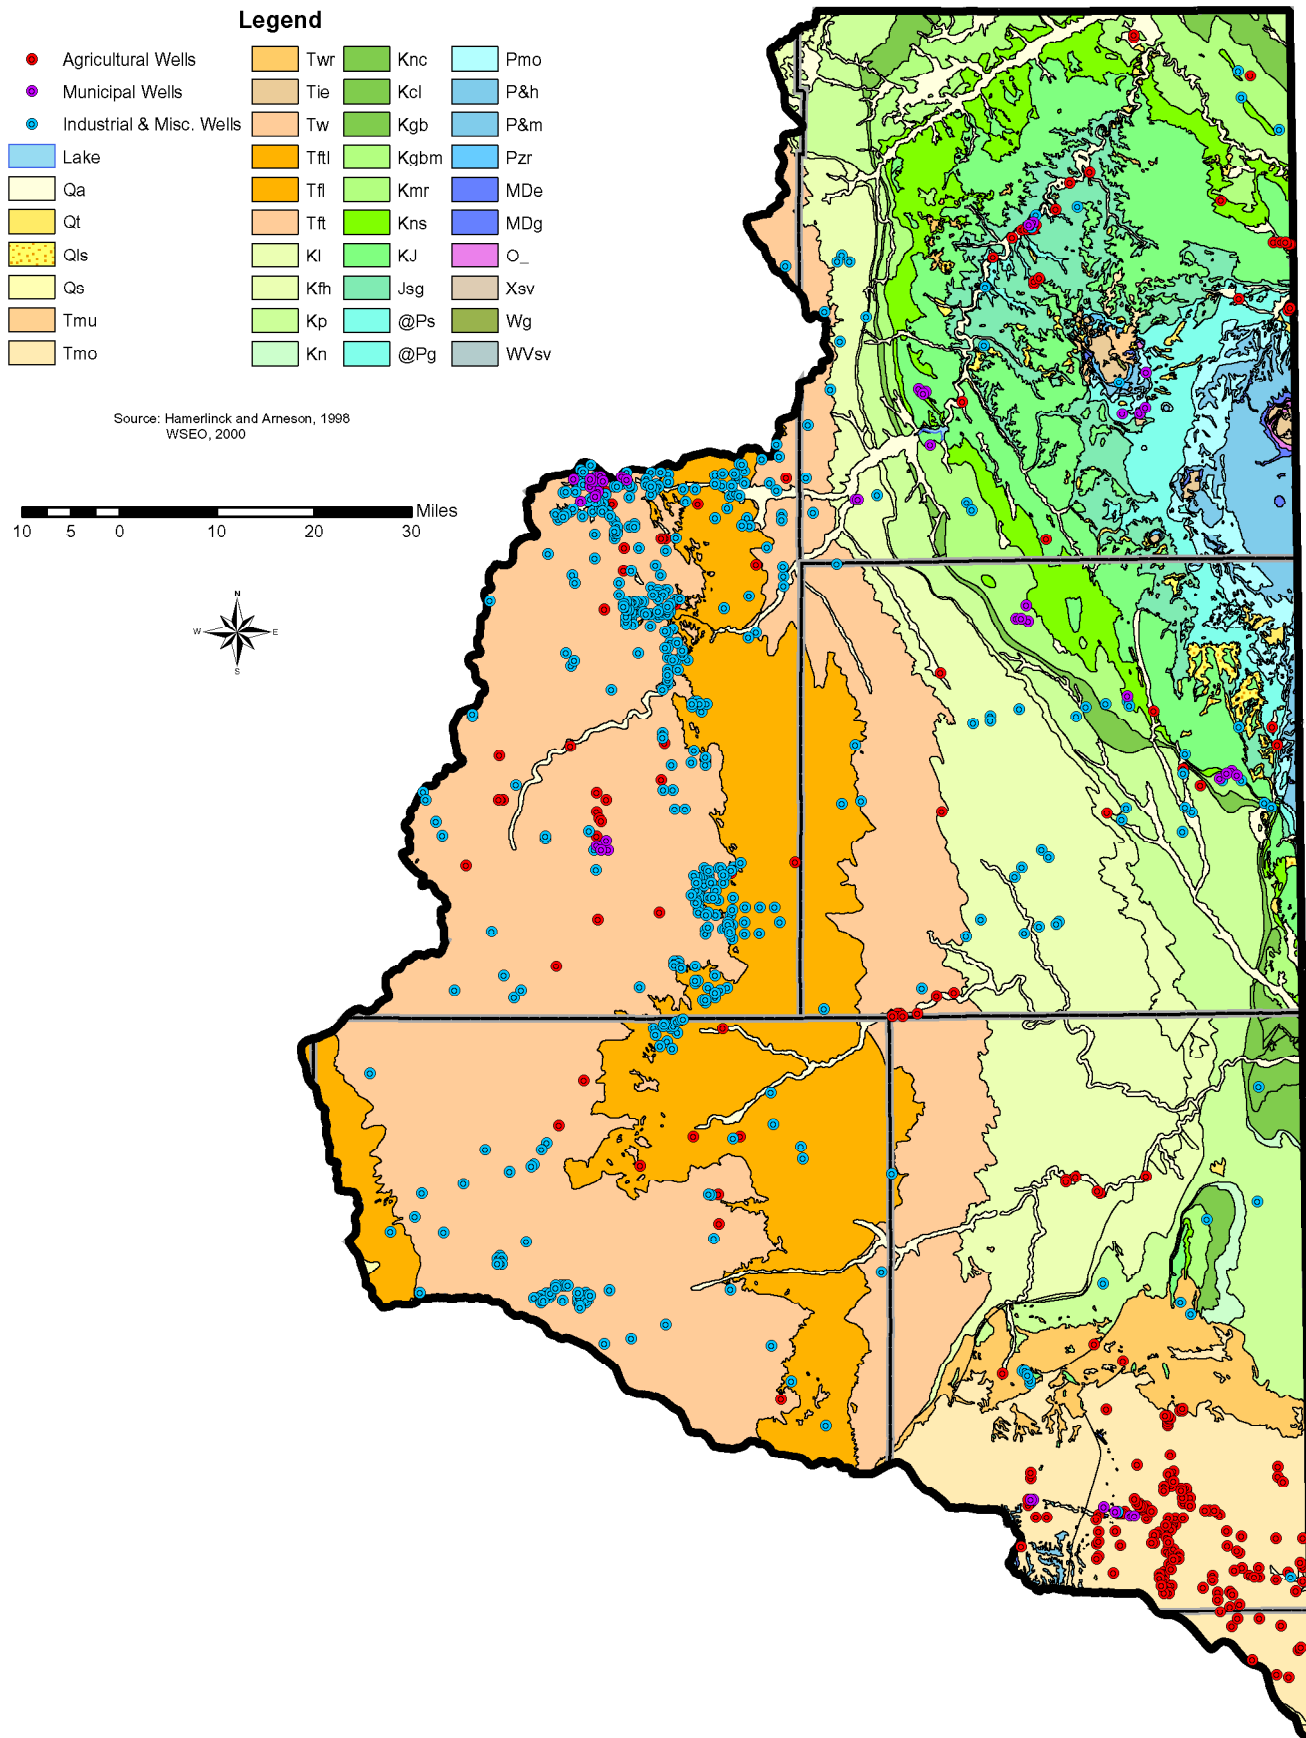 Legend
Agricultural Wells
Municipal Wells
Industrial & Misc. Wells
Lake
Qa
Qt
Qls
Qs
Tmu
Tmo
Twr
Tie
Tw
Tftl
Tfl
Tft
Kl
Kfh
Kp
Kn
Knc
Kcl
Kgb
Kgbm
Kmr
Kns
KJ
Jsg
@Ps
@Pg
Pmo
P&h
P&m
Pzr
MDe
MDg
O_
Xsv
Wg
WVsv
Source: Hamerlinck and Arneson, 1998
WSEO, 2000
Miles
10 5 0 10 20 30
N
W E
S